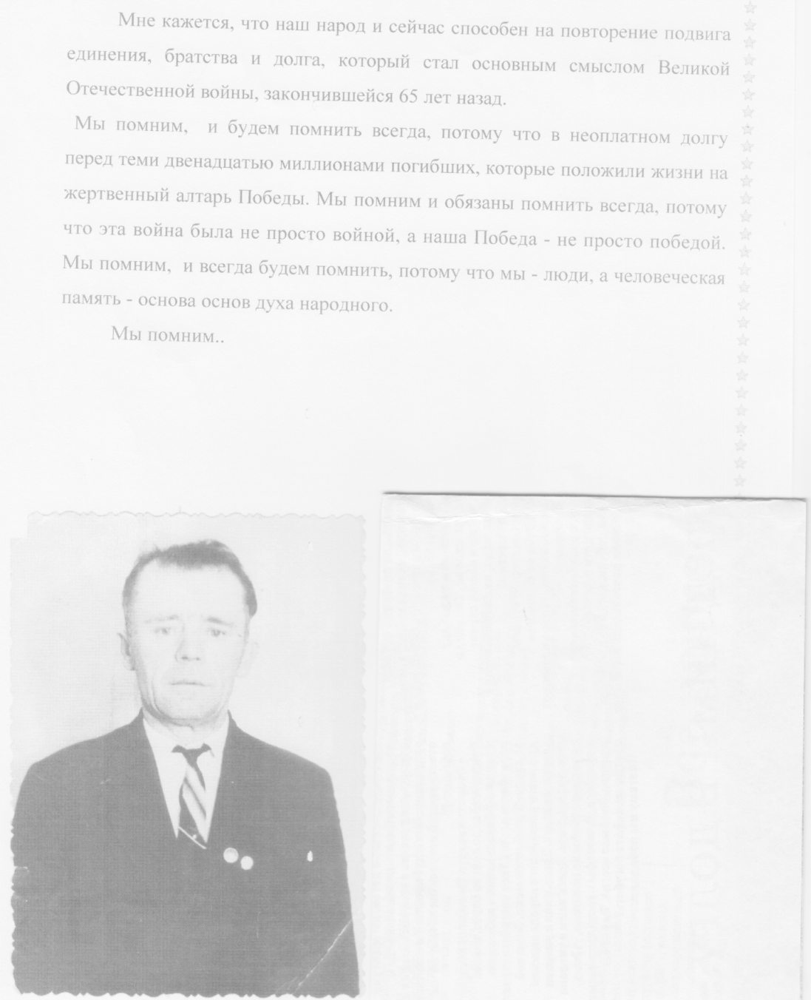 Мне кажется, что наш народ и сейчас способен на повторение подвига
единения, братства и долга, который стал основным смыслом Великой
Отечественной войны, закончившейся 65 лет назад.
Мы помним, и будем помнить всегда, потому что в неоплатном долгу
перед теми двенадцатью миллионами погибших, которые положили жизни на
жертвенный алтарь Победы. Мы помним и обязаны помнить всегда, потому
что эта война была не просто войной, а наша Победа - не просто победой.
Мы помним, и всегда будем помнить, потому что мы - люди, а человеческая
память - основа основ духа народного.
Мы помним..